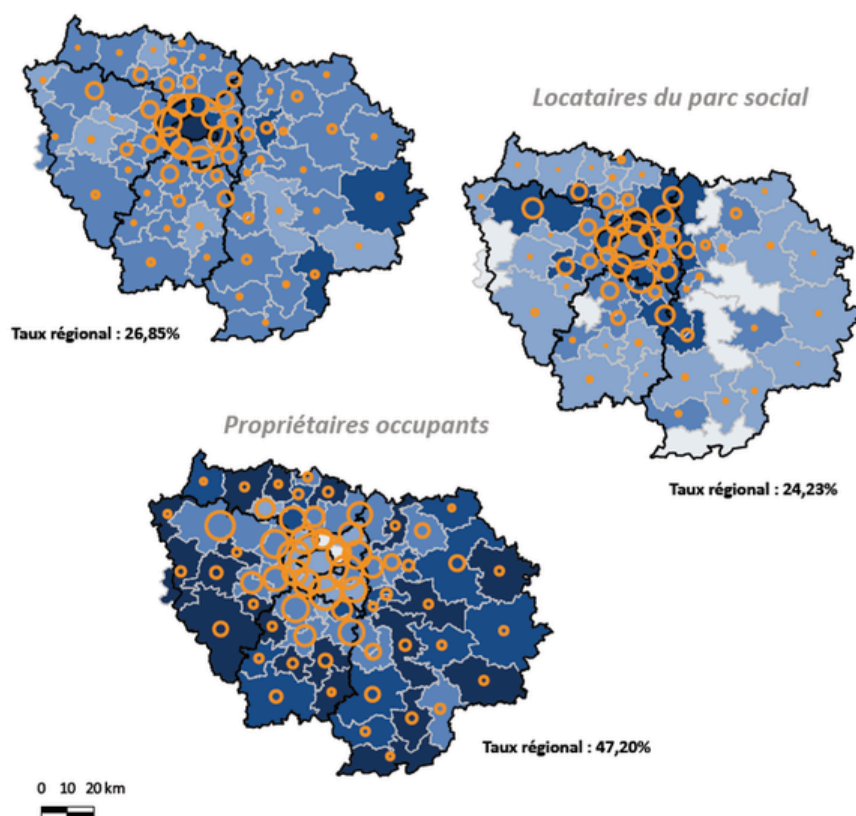 Locataires du parc social
Taux régional : 26,85%
Propriétaires occupants
Taux régional : 24,23%
Taux régional : 47,20%
0 10 20 km